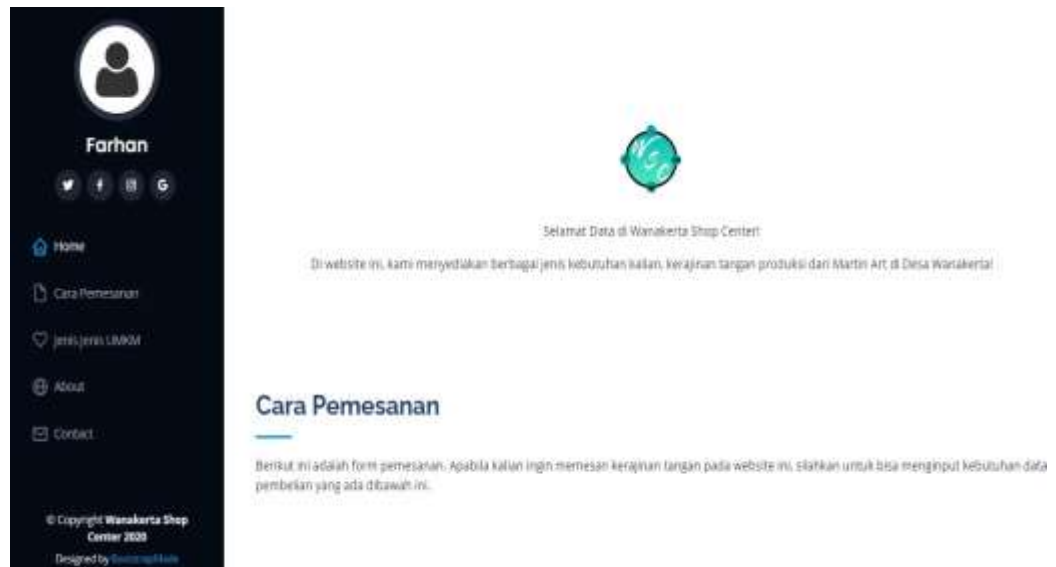 Farhan
Home
Cara Pemesanan
Jenis Jenis UMKM
About
Contact
© Copyright Wanakerta Shop
Center 2020
Designed by BootstrapMade
WSC
Selamat Data di Wanakerta Shop Center!
Di website ini, kami menyediakan berbagai jenis kebutuhan kalian, kerajinan tangan produksi dari Martin Art di Desa Wanakerta!
Cara Pemesanan
Berikut ini adalah form pemesanan. Apabila kalian ingin memesan kerajinan tangan pada website ini, silahkan untuk bisa menginput kebutuhan data
pembelian yang ada dibawah ini.